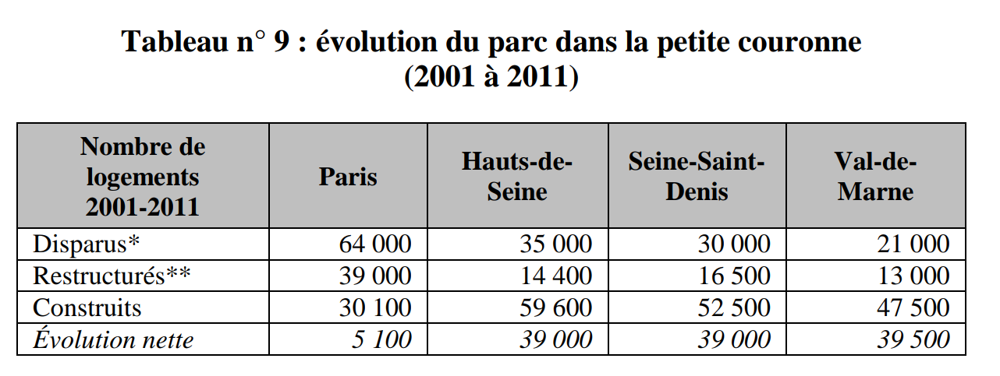 Tableau n° 9 : évolution du parc dans la petite couronne
(2001 à 2011)
Nombre de
logements
2001-2011
Paris
Hauts-de-
Seine
Seine-Saint-
Denis
Val-de-
Marne
Disparus* 64 000 35 000 30 000 21 000
Restructurés** 39 000 14 400 16 500 13 000
Construits 30 100 59 600 52 500 47 500
Évolution nette 5 100 39 000 39 000 39 500